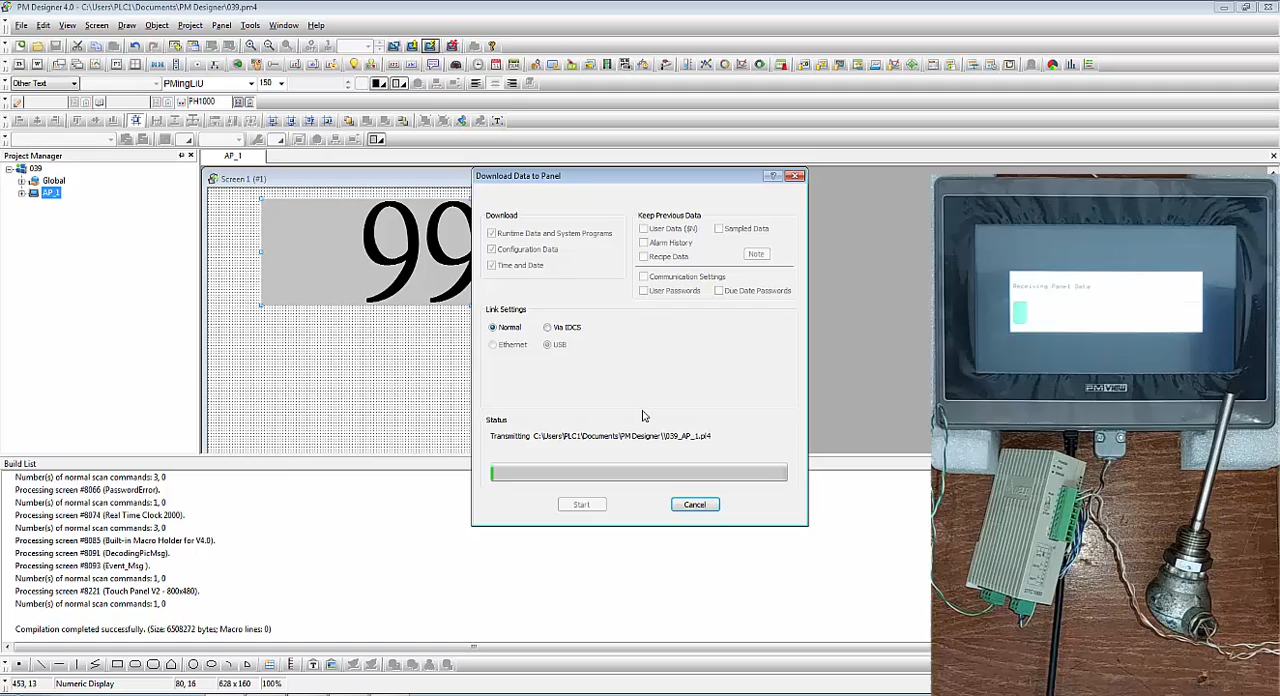 PM Designer 4.0 - C:\Users\PLC1\Documents\PM Designer\039.pm4
File Edit View Screen Draw Object Project Panel Tools Window Help
Other Text PMingLiU 150
PH1000
Project Manager
AP_1
039
Global
AP_1
Screen 1 (#1)
99
Download Data to Panel
Download
Runtime Data and System Programs
Configuration Data
Time and Date
Keep Previous Data
User Data ($N) Sampled Data
Alarm History
Recipe Data Note
Communication Settings
User Passwords Due Date Passwords
Link Settings
Normal Via IDCS
Ethernet USB
Status
Transmitting C:\Users\PLC1\Documents\PM Designer\\039_AP_1.pl4
Start Cancel
Receiving Panel Data
PMVIEW
Build List
Number(s) of normal scan commands: 3, 0
Processing screen #8066 (PasswordError).
Number(s) of normal scan commands: 1, 0
Processing screen #8074 (Real Time Clock 2000).
Number(s) of normal scan commands: 3, 0
Processing screen #8085 (Built-in Macro Holder for V4.0).
Processing screen #8091 (DecodingPicMsg).
Processing screen #8093 (Event_Msg ).
Number(s) of normal scan commands: 1, 0
Processing screen #8221 (Touch Panel V2 - 800x480).
Number(s) of normal scan commands: 1, 0
Compilation completed successfully. (Size: 6508272 bytes; Macro lines: 0)
453, 13 Numeric Display 80, 16 628 x 160 100%